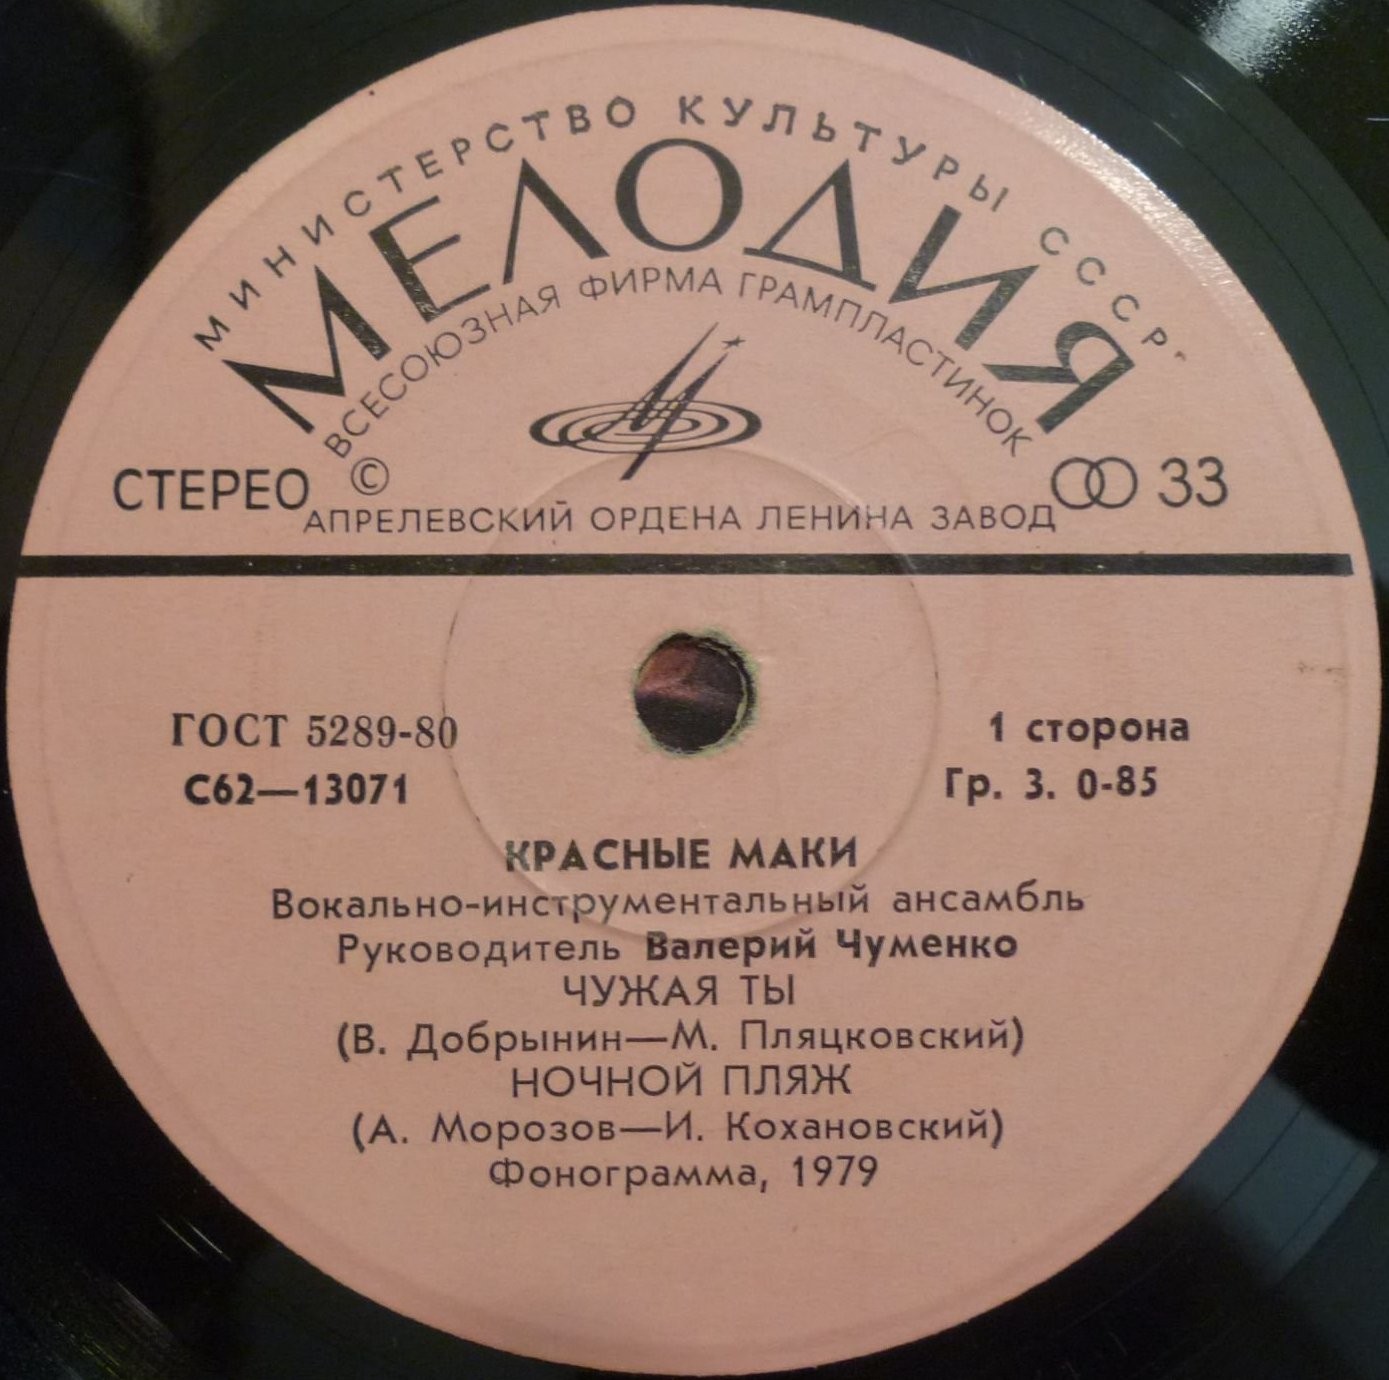 МИНИСТЕРСТВО КУЛЬТУРЫ СССР
МЕЛОДИЯ
ВСЕСОЮЗНАЯ ФИРМА ГРАМПЛАСТИНОК
СТЕРЕО © 33
АПРЕЛЕВСКИЙ ОРДЕНА ЛЕНИНА ЗАВОД
ГОСТ 5289-80 1 сторона
С62—13071 Гр. 3. 0-85
КРАСНЫЕ МАКИ
Вокально-инструментальный ансамбль
Руководитель Валерий Чуменко
ЧУЖАЯ ТЫ
(В. Добрынин—М. Пляцковский)
НОЧНОЙ ПЛЯЖ
(А. Морозов—И. Кохановский)
Фонограмма, 1979